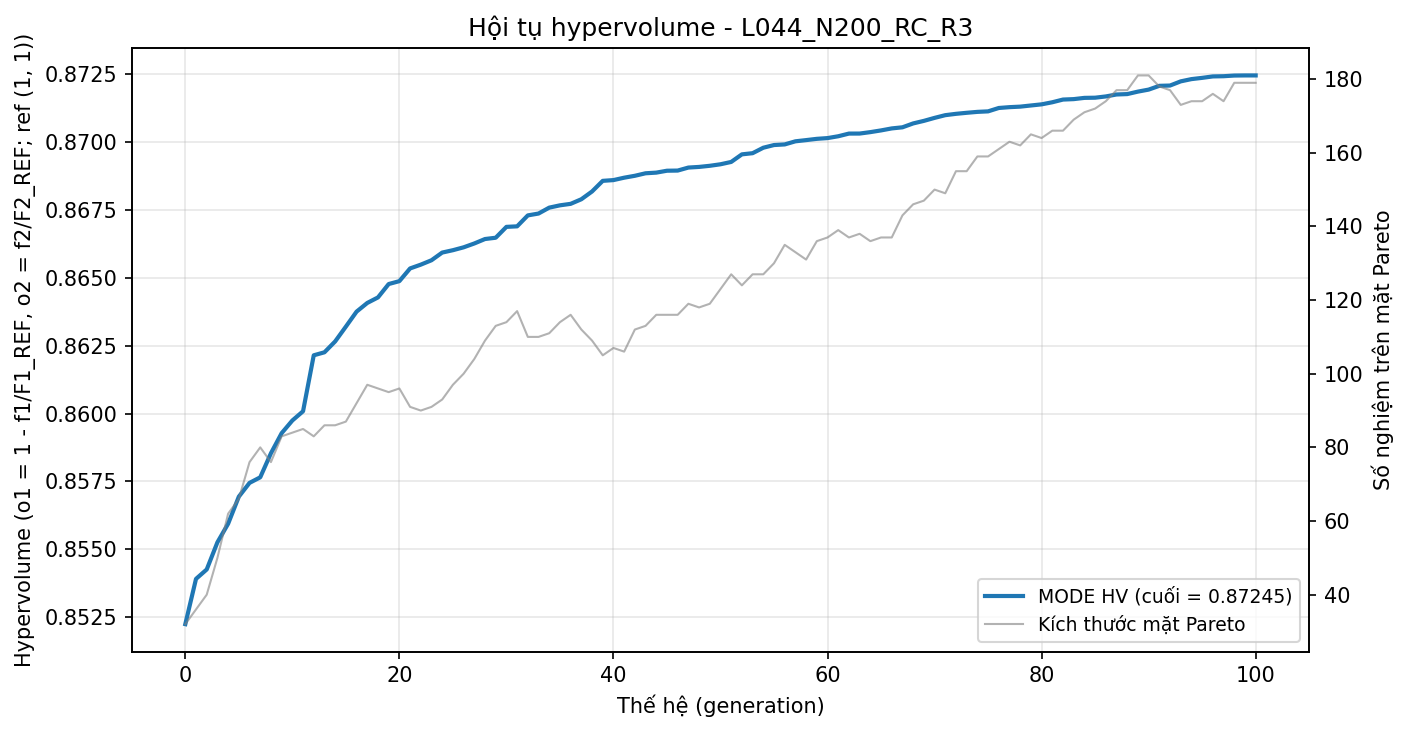 Hội tụ hypervolume - L044_N200_RC_R3
Hypervolume (o1 = 1 - f1/F1_REF, o2 = f2/F2_REF; ref (1, 1))
0.8725
0.8700
0.8675
0.8650
0.8625
0.8600
0.8575
0.8550
0.8525
180
160
140
120
100
80
60
40
Số nghiệm trên mặt Pareto
MODE HV (cuối = 0.87245)
Kích thước mặt Pareto
0 20 40 60 80 100
Thế hệ (generation)